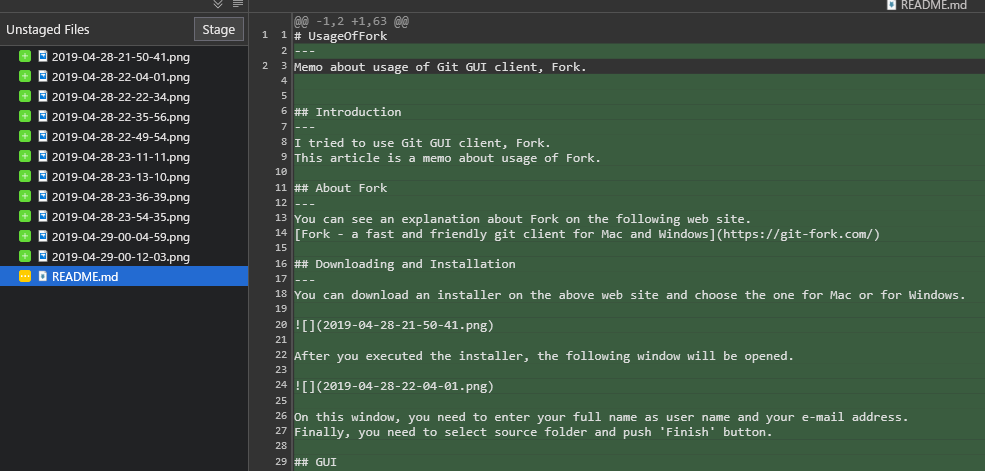 README.md
Unstaged Files
Stage
2019-04-28-21-50-41.png
2019-04-28-22-04-01.png
2019-04-28-22-22-34.png
2019-04-28-22-35-56.png
2019-04-28-22-49-54.png
2019-04-28-23-11-11.png
2019-04-28-23-13-10.png
2019-04-28-23-36-39.png
2019-04-28-23-54-35.png
2019-04-29-00-04-59.png
2019-04-29-00-12-03.png
README.md
@@ -1,2 +1,63 @@
1 1 # UsageOfFork
2 ---
2 3 Memo about usage of Git GUI client, Fork.
4
5
6 ## Introduction
7 ---
8 I tried to use Git GUI client, Fork.
9 This article is a memo about usage of Fork.
10
11 ## About Fork
12 ---
13 You can see an explanation about Fork on the following web site.
14 [Fork - a fast and friendly git client for Mac and Windows](https://git-fork.com/)
15
16 ## Downloading and Installation
17 ---
18 You can download an installer on the above web site and choose the one for Mac or for Windows.
19
20 ![](2019-04-28-21-50-41.png)
21
22 After you executed the installer, the following window will be opened.
23
24 ![](2019-04-28-22-04-01.png)
25
26 On this window, you need to enter your full name as user name and your e-mail address.
27 Finally, you need to select source folder and push 'Finish' button.
28
29 ## GUI